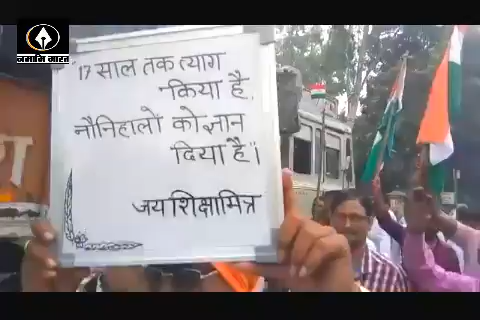 "17 साल तक त्याग
किया है,
नौनिहालों को ज्ञान
दिया है।"
जय शिक्षामित्र